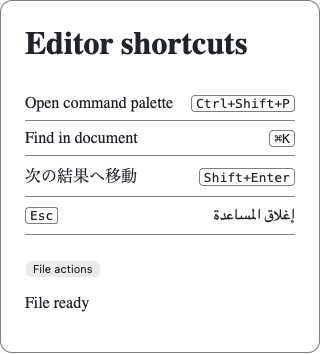 Editor shortcuts
Open command palette Ctrl+Shift+P
Find in document ⌘K
次の結果へ移動 Shift+Enter
إغلاق المساعدة Esc
File actions
File ready